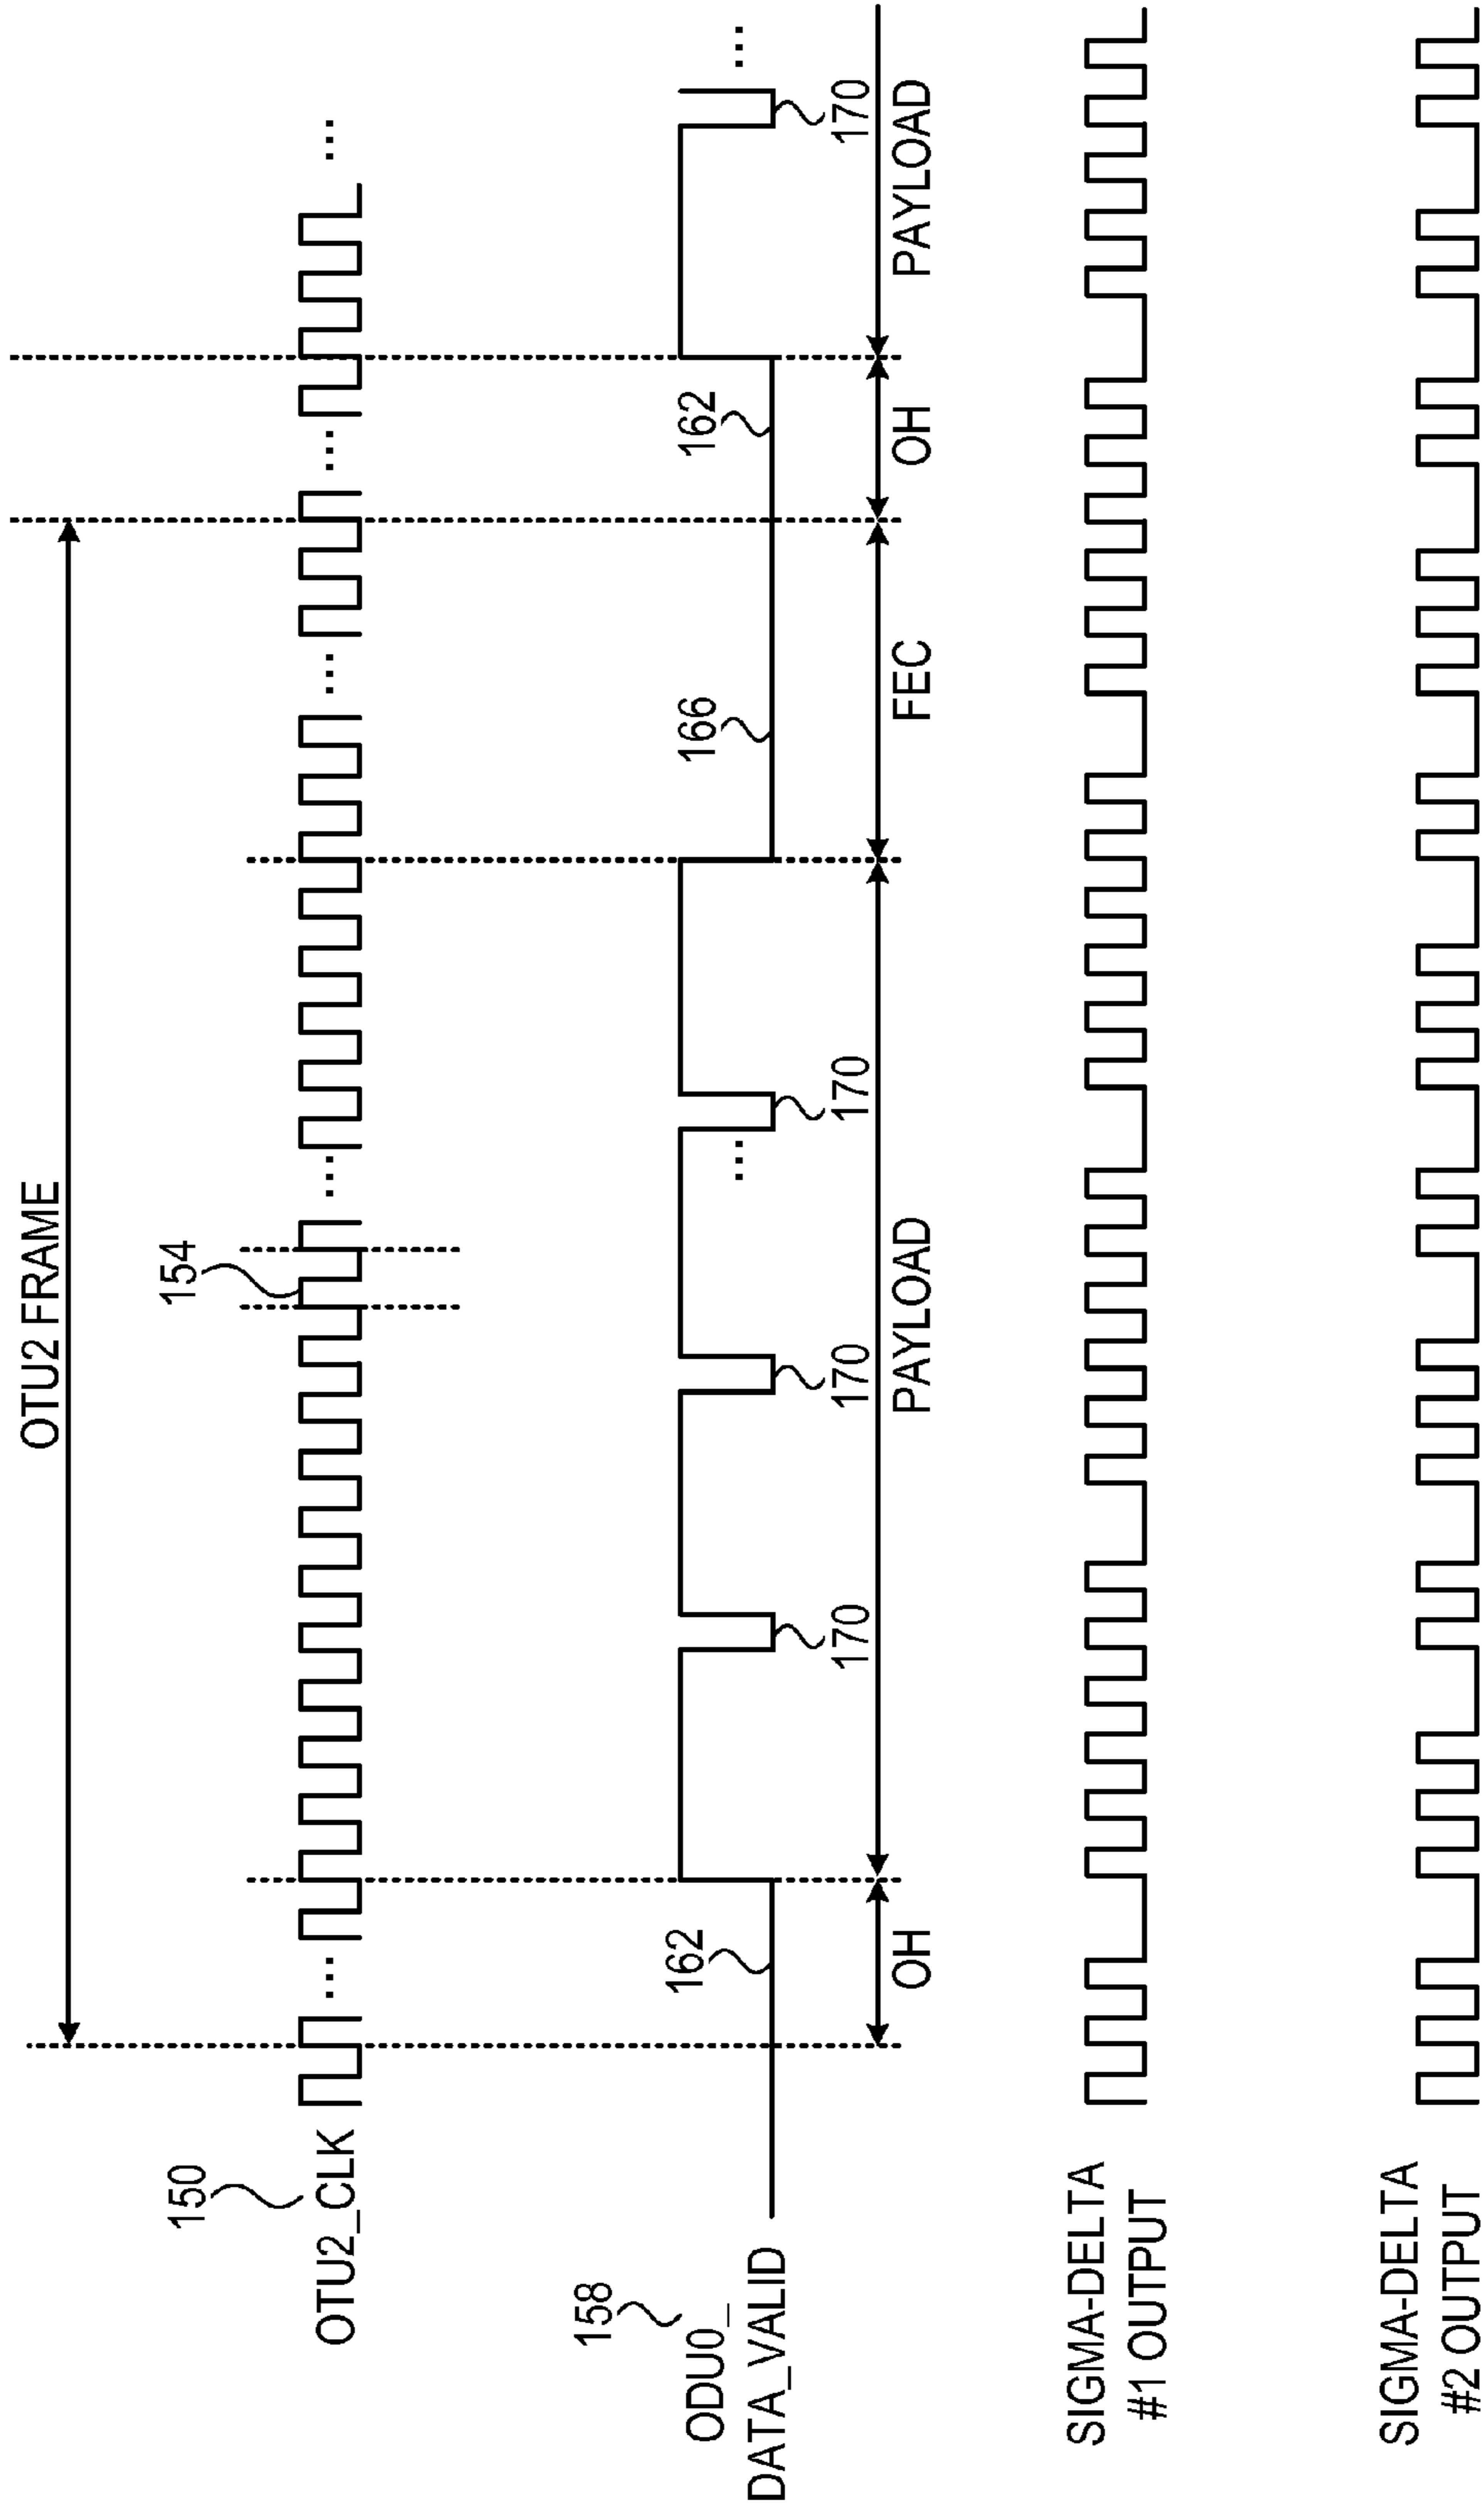 OTU2 FRAME
150
154
OTU2_CLK
...
...
...
...
...
158
162
166
162
ODU0_
DATA_VALID
...
...
170
170
170
170
OH
PAYLOAD
FEC
OH
PAYLOAD
SIGMA-DELTA
#1 OUTPUT
SIGMA-DELTA
#2 OUTPUT